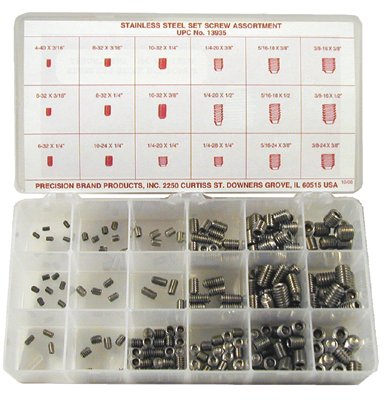 STAINLESS STEEL SET SCREW ASSORTMENT
UPC No. 13935
4-40 X 3/16" 8-32 X 3/16" 10-32 X 1/4" 1/4-20 X 3/8" 5/16-18 X 3/8" 3/8-16 X 3/8"
8-32 X 1/4" 10-32 X 3/8" 1/4-20 X 1/2" 5/16-18 X 1/2 3/8-16 X 1/2"
6-32 X 1/4" 10-24 X 1/4" 1/4-20 X 1/4" 1/4-28 X 1/4" 5/16-24 X 3/8" 3/8-24 X 3/8"
PRECISION BRAND PRODUCTS, INC. 2250 CURTISS ST. DOWNERS GROVE, IL 60515 USA